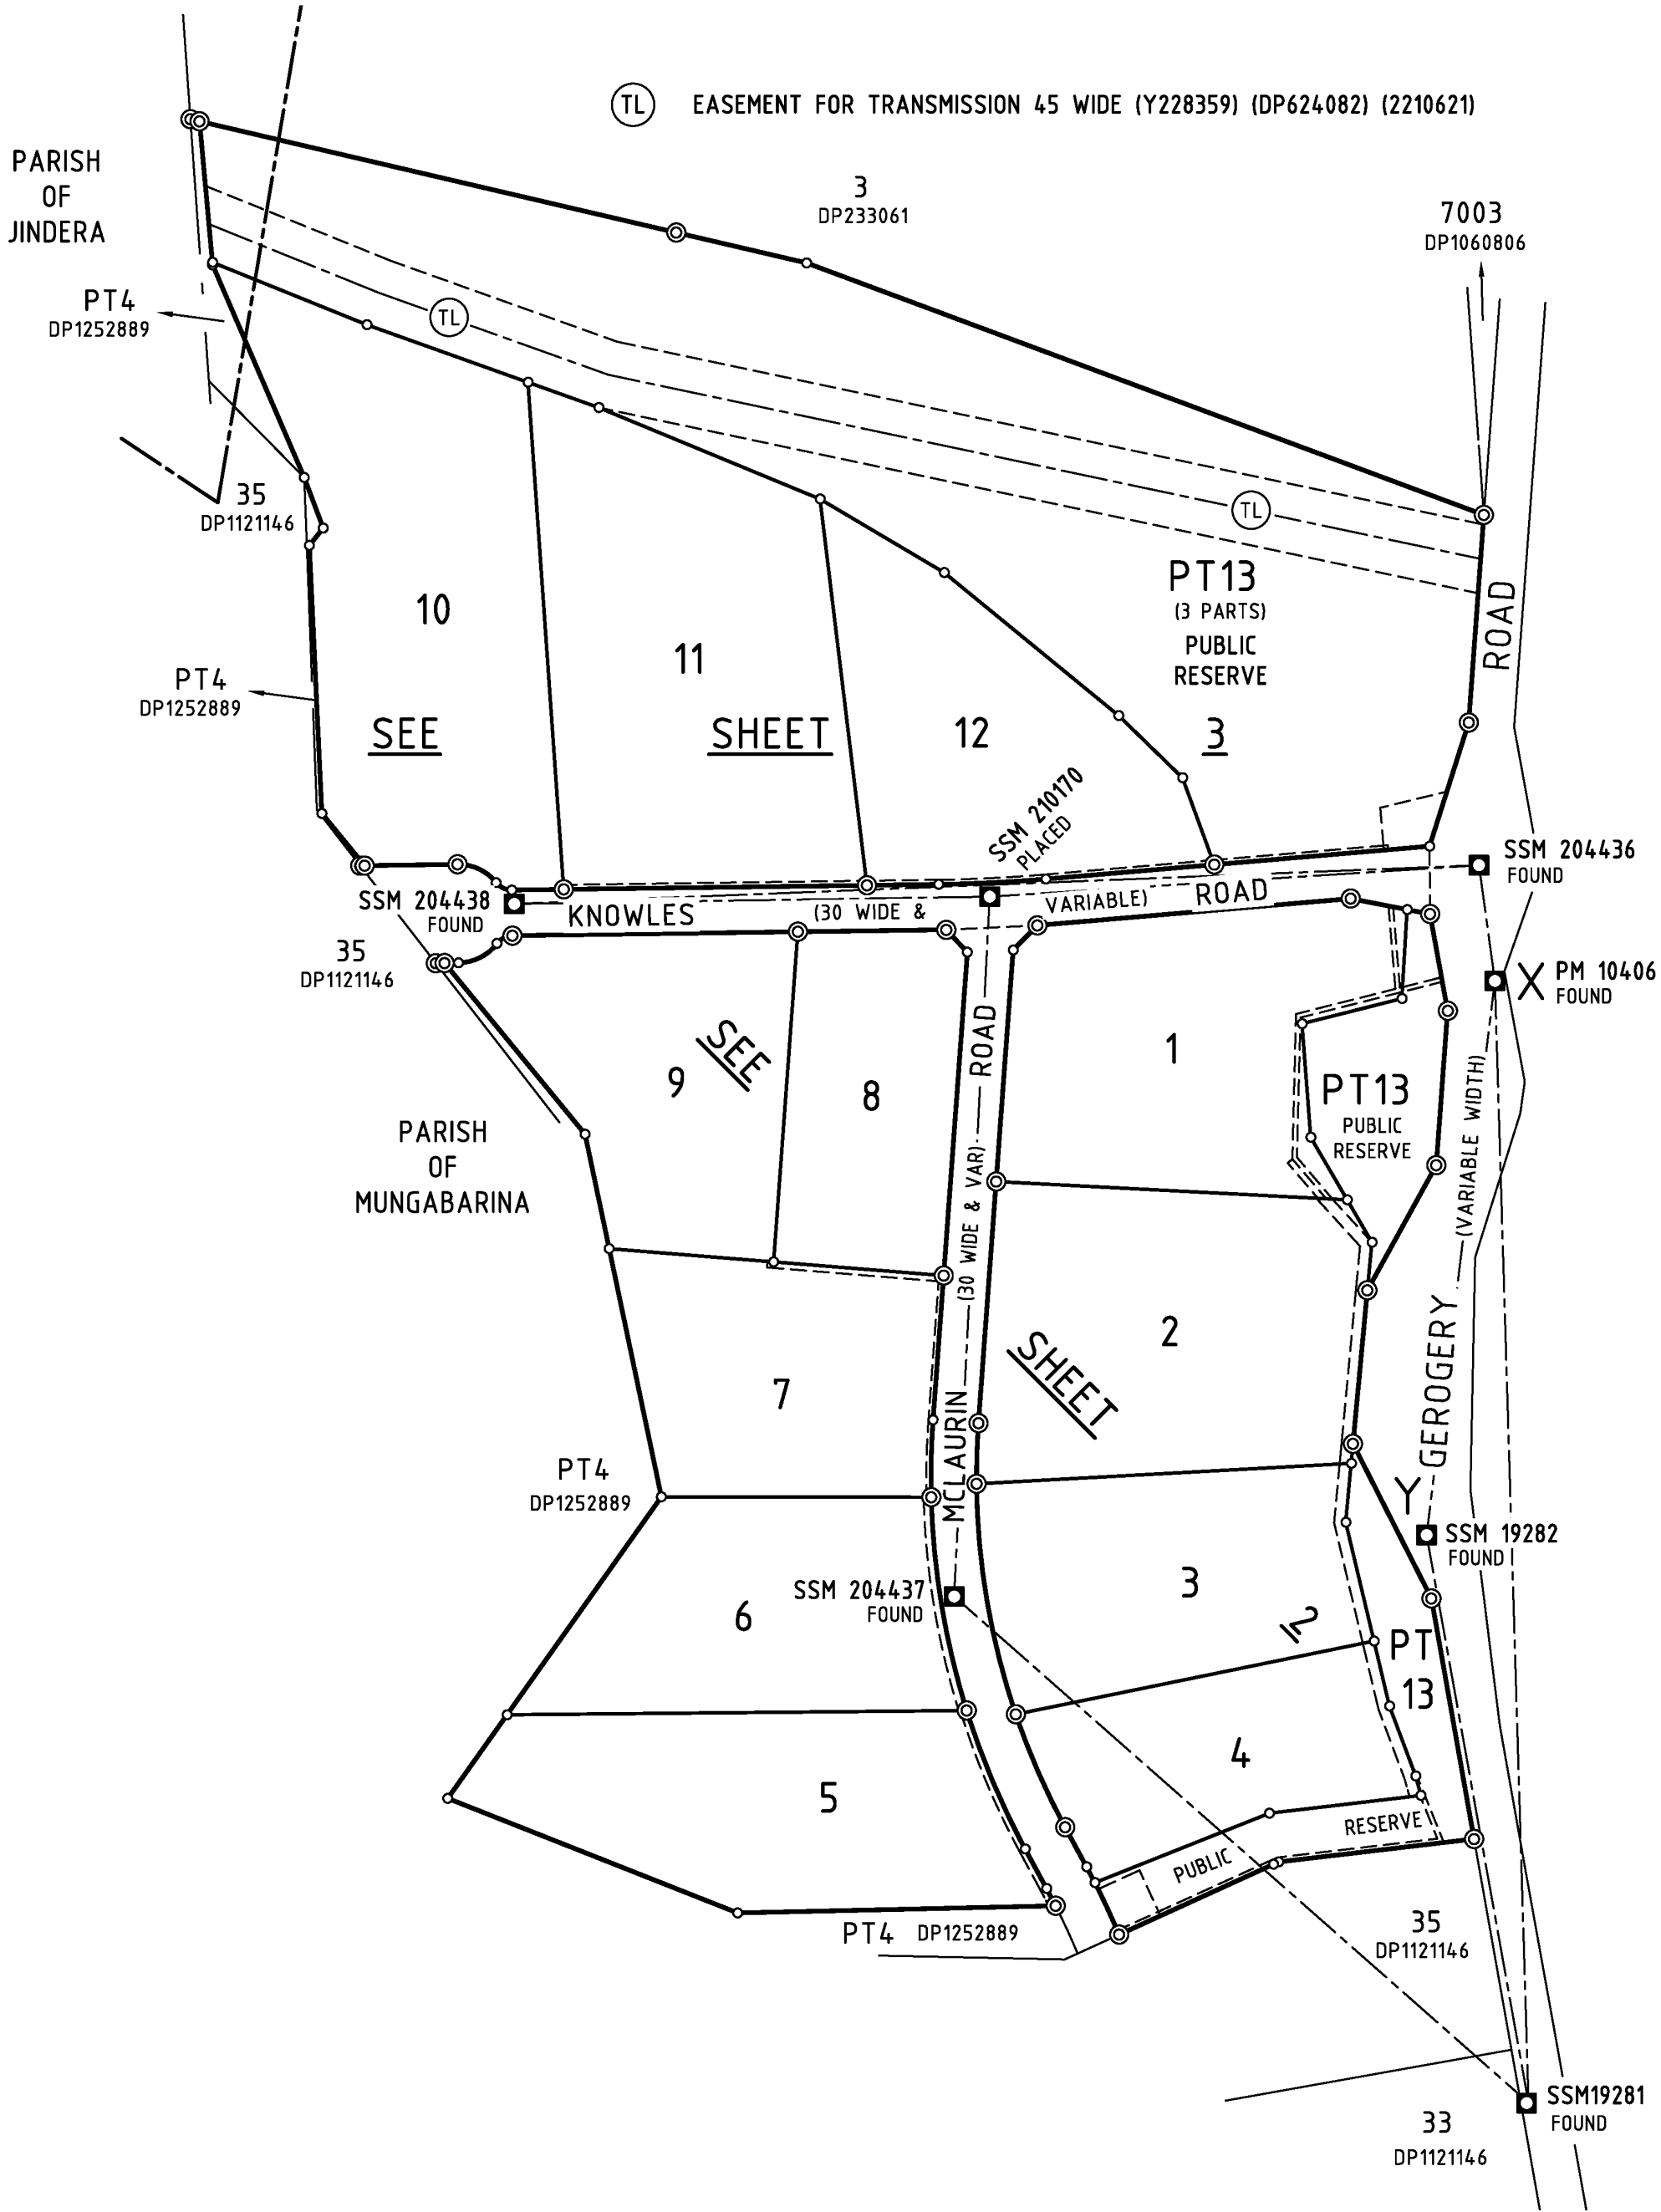 TL EASEMENT FOR TRANSMISSION 45 WIDE (Y228359) (DP624082) (2210621)
PARISH
OF
JINDERA
3
DP233061
7003
DP1060806
PT4
DP1252889
TL
35
DP1121146
TL
PT13
(3 PARTS)
PUBLIC
RESERVE
ROAD
10
11
12
PT4
DP1252889
SEE
SHEET
3
SSM 210170
PLACED
SSM 204436
FOUND
SSM 204438
FOUND
KNOWLES
(30 WIDE &
VARIABLE)
ROAD
35
DP1121146
X
PM 10406
FOUND
SEE
9
8
ROAD
1
PT13
PUBLIC
RESERVE
(VARIABLE WIDTH)
PARISH
OF
MUNGABARINA
(30 WIDE & VAR)
7
2
SHEET
GEROGERY
MCLAURIN
PT4
DP1252889
Y
SSM 19282
FOUND
SSM 204437
FOUND
6
3
2
PT
13
5
4
RESERVE
PUBLIC
PT4 DP1252889
35
DP1121146
SSM19281
FOUND
33
DP1121146